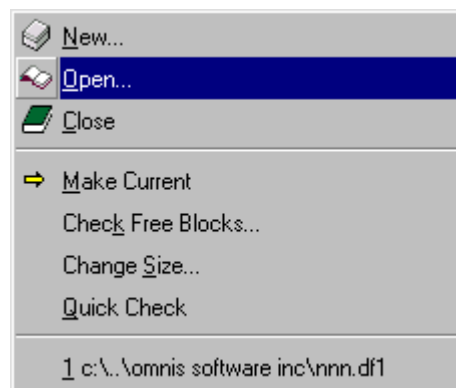 New...
Open...
Close
Make Current
Check Free Blocks...
Change Size...
Quick Check
1 c:\..\omnis software inc\nnn.df1